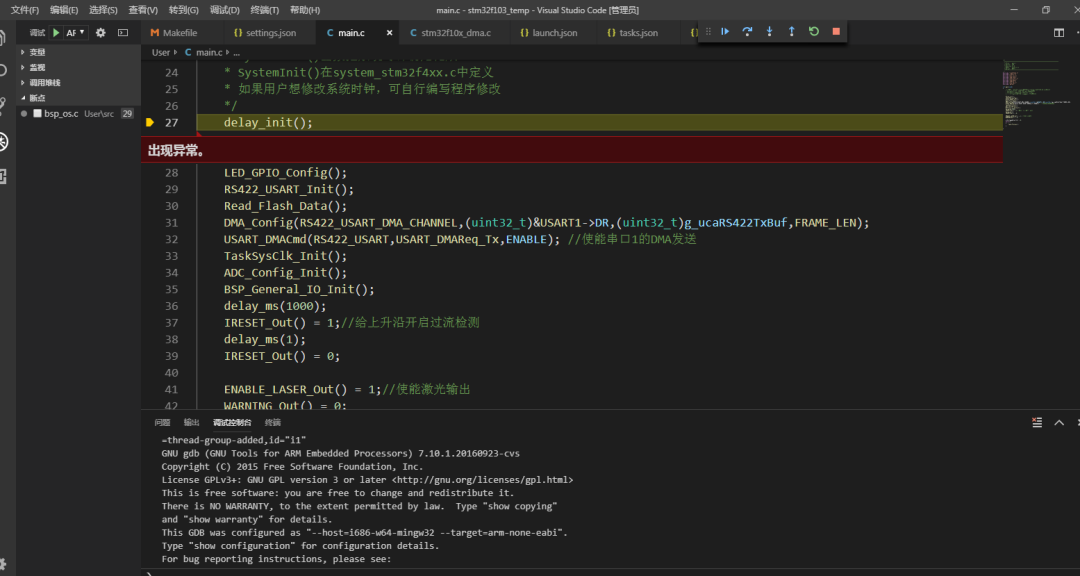 文件(F) 编辑(E) 选择(S) 查看(V) 转到(G) 调试(D) 终端(T) 帮助(H) main.c - stm32f103_temp - Visual Studio Code [管理员]
调试 AF
Makefile {} settings.json C main.c × C stm32f10x_dma.c {} launch.json {} tasks.json {}
User › C main.c › ...
变量
监视
调用堆栈
断点
bsp_os.c User\src 29
24 * SystemInit()在system_stm32f4xx.c中定义
25 * 如果用户想修改系统时钟，可自行编写程序修改
26 */
27 delay_init();
出现异常。
28 LED_GPIO_Config();
29 RS422_USART_Init();
30 Read_Flash_Data();
31 DMA_Config(RS422_USART_DMA_CHANNEL,(uint32_t)&USART1->DR,(uint32_t)g_ucaRS422TxBuf,FRAME_LEN);
32 USART_DMACmd(RS422_USART,USART_DMAReq_Tx,ENABLE); //使能串口1的DMA发送
33 TaskSysClk_Init();
34 ADC_Config_Init();
35 BSP_General_IO_Init();
36 delay_ms(1000);
37 IRESET_Out() = 1;//给上升沿开启过流检测
38 delay_ms(1);
39 IRESET_Out() = 0;
40
41 ENABLE_LASER_Out() = 1;//使能激光输出
42 WARNING_Out() = 0;
问题 输出 调试控制台 终端
=thread-group-added,id="i1"
GNU gdb (GNU Tools for ARM Embedded Processors) 7.10.1.20160923-cvs
Copyright (C) 2015 Free Software Foundation, Inc.
License GPLv3+: GNU GPL version 3 or later <http://gnu.org/licenses/gpl.html>
This is free software: you are free to change and redistribute it.
There is NO WARRANTY, to the extent permitted by law. Type "show copying"
and "show warranty" for details.
This GDB was configured as "--host=i686-w64-mingw32 --target=arm-none-eabi".
Type "show configuration" for configuration details.
For bug reporting instructions, please see: